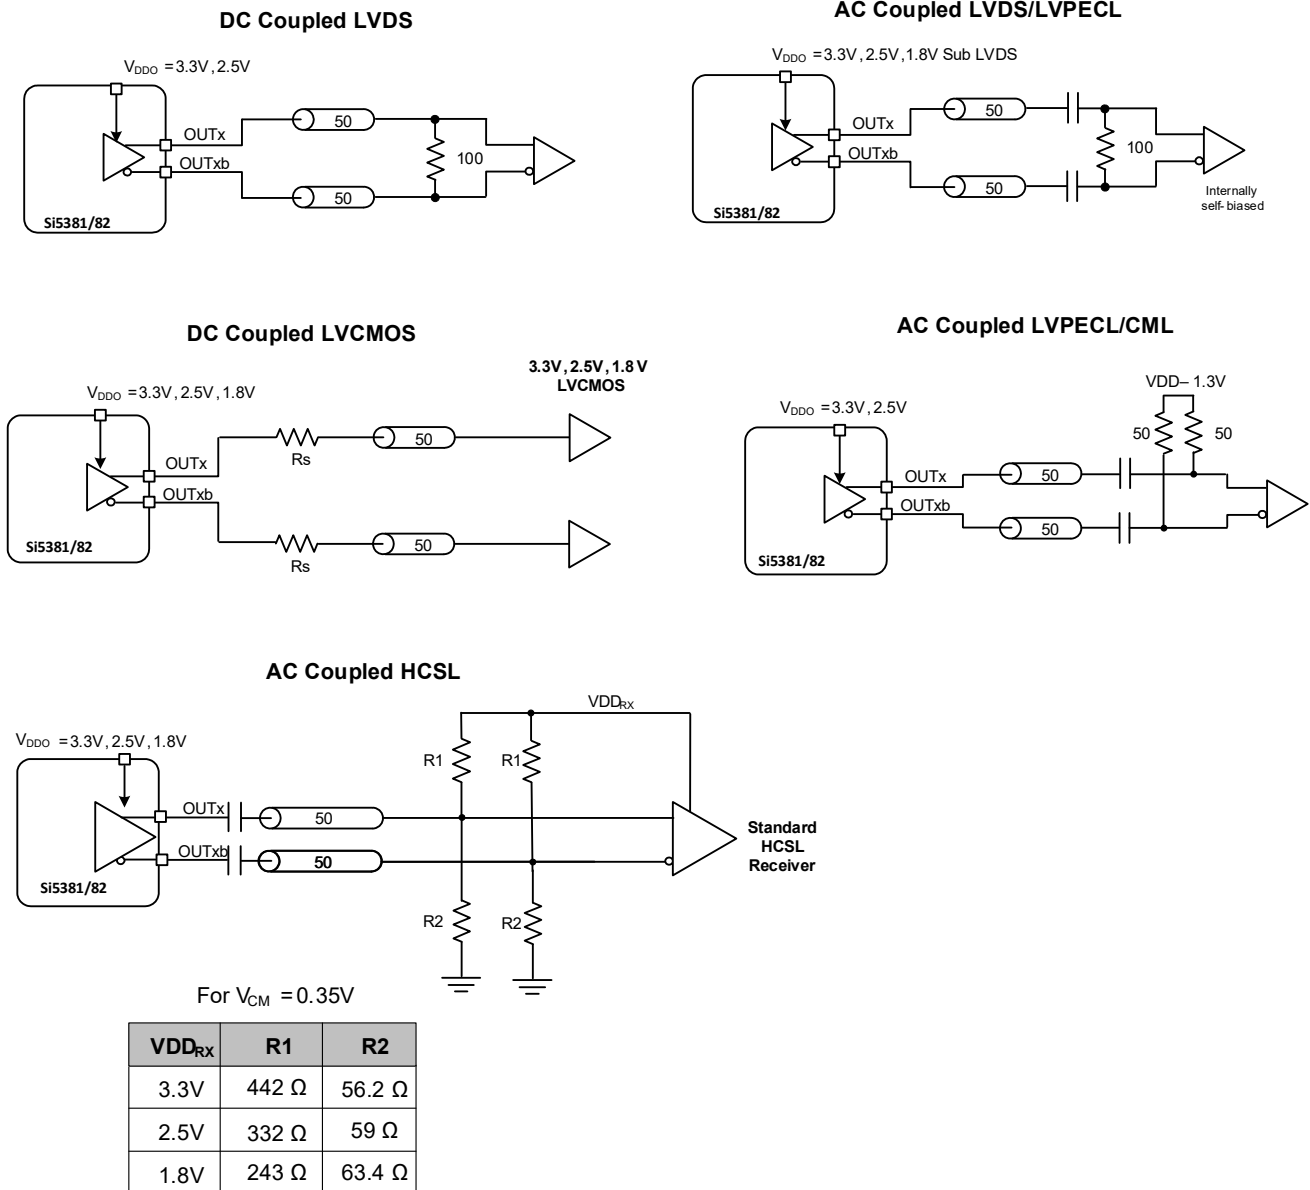 DC Coupled LVDS
VDDO =3.3V, 2.5V
OUTx
OUTxb
50
50
100
Si5381/82
AC Coupled LVDS/LVPECL
VDDO =3.3V, 2.5V,1.8V Sub LVDS
OUTx
OUTxb
50
50
100
Internally
self-biased
Si5381/82
DC Coupled LVCMOS
VDDO =3.3V, 2.5V, 1.8V
3.3V, 2.5V, 1.8 V
LVCMOS
OUTx
OUTxb
Rs
50
Rs
50
Si5381/82
AC Coupled LVPECL/CML
VDDO =3.3V, 2.5V
VDD– 1.3V
50
50
OUTx
OUTxb
50
50
Si5381/82
AC Coupled HCSL
VDDO =3.3V, 2.5V, 1.8V
VDDRX
R1
R1
OUTx
OUTxb
50
50
R2
R2
Standard
HCSL
Receiver
Si5381/82
For VCM =0.35V
VDDRX R1 R2
3.3V 442 Ω 56.2 Ω
2.5V 332 Ω 59 Ω
1.8V 243 Ω 63.4 Ω